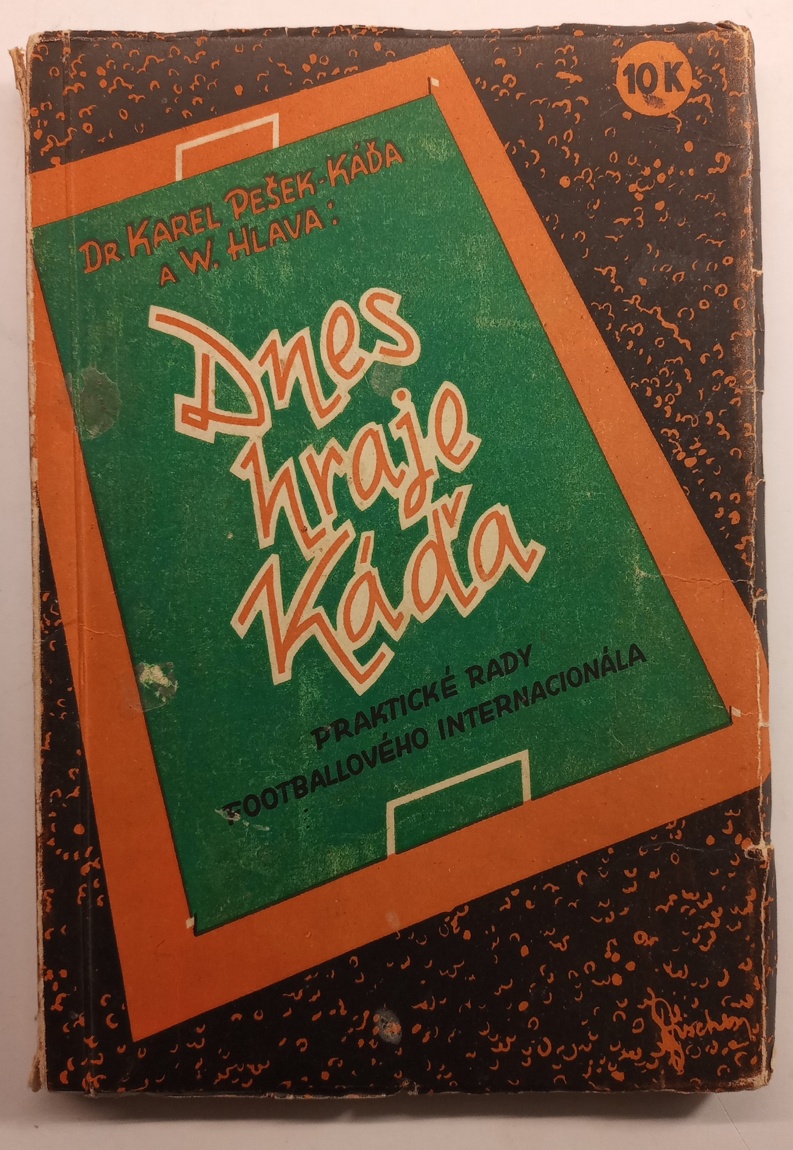 10 K
DR. KAREL PEŠEK-KÁĎA
A W. HLAVA:
Dnes
hraje
Káďa
PRAKTICKÉ RADY
FOOTBALLOVÉHO INTERNACIONÁLA